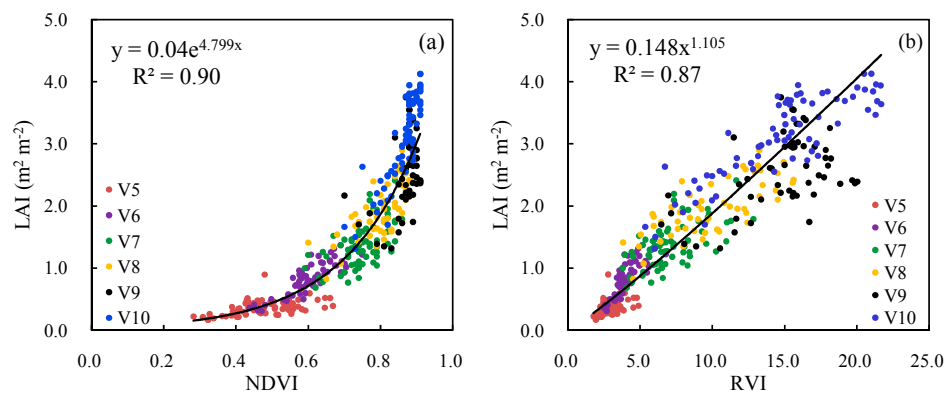 (a)
y = 0.04e^4.799x
R² = 0.90
LAI (m² m⁻²)
5.0
4.0
3.0
2.0
1.0
0.0
V5
V6
V7
V8
V9
V10
0.0 0.2 0.4 0.6 0.8 1.0
NDVI
(b)
y = 0.148x^1.105
R² = 0.87
LAI (m² m⁻²)
5.0
4.0
3.0
2.0
1.0
0.0
V5
V6
V7
V8
V9
V10
0.0 5.0 10.0 15.0 20.0 25.0
RVI